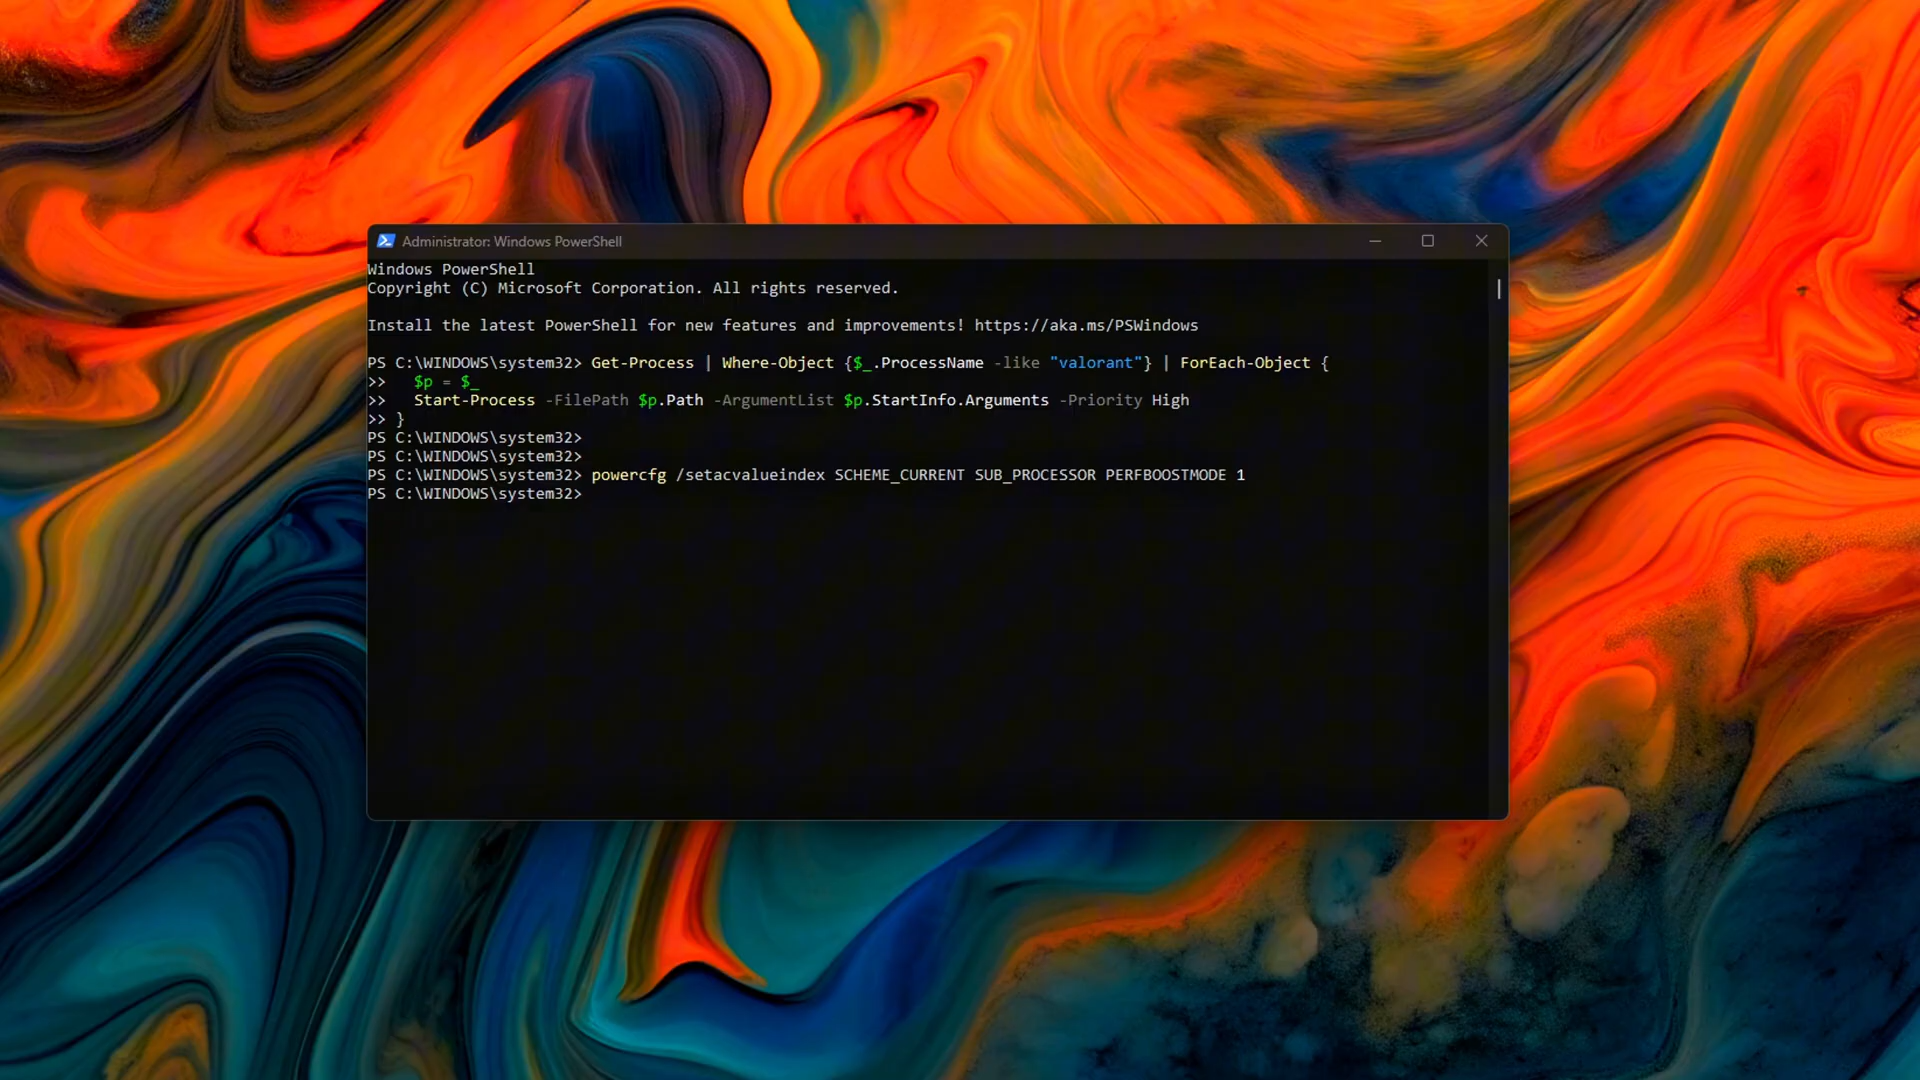 Administrator: Windows PowerShell
Windows PowerShell
Copyright (C) Microsoft Corporation. All rights reserved.
Install the latest PowerShell for new features and improvements! https://aka.ms/PSWindows
PS C:\WINDOWS\system32> Get-Process | Where-Object {$_.ProcessName -like "valorant"} | ForEach-Object {
>>   $p = $_
>>   Start-Process -FilePath $p.Path -ArgumentList $p.StartInfo.Arguments -Priority High
>> }
PS C:\WINDOWS\system32>
PS C:\WINDOWS\system32>
PS C:\WINDOWS\system32> powercfg /setacvalueindex SCHEME_CURRENT SUB_PROCESSOR PERFBOOSTMODE 1
PS C:\WINDOWS\system32>